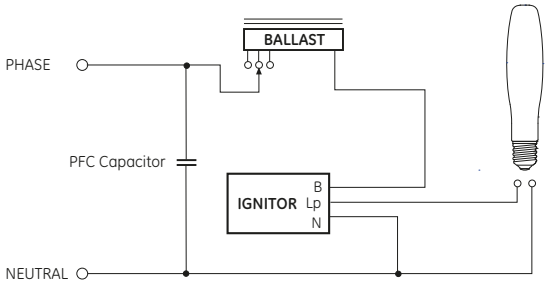 BALLAST
PHASE
PFC Capacitor
B
IGNITOR Lp
N
NEUTRAL